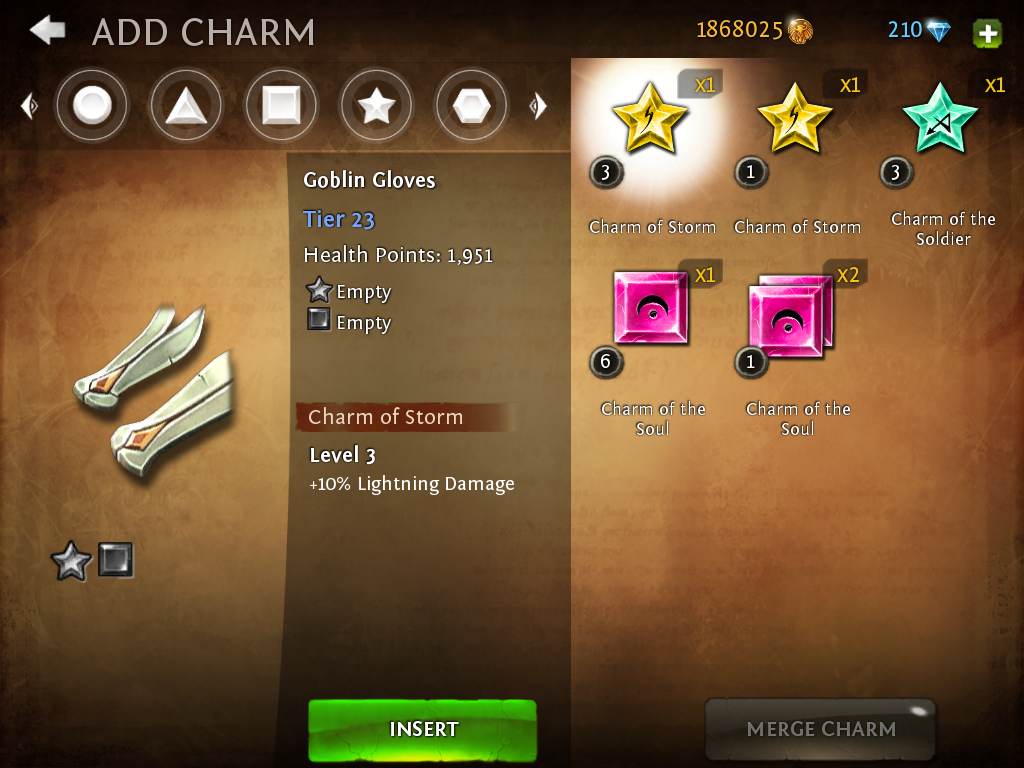 ADD CHARM
1868025
210
Goblin Gloves
Tier 23
Health Points: 1,951
Empty
Empty
Charm of Storm
Level 3
+10% Lightning Damage
INSERT
x1
3
Charm of Storm
x1
1
Charm of Storm
x1
3
Charm of the
Soldier
x1
6
Charm of the
Soul
x2
1
Charm of the
Soul
MERGE CHARM